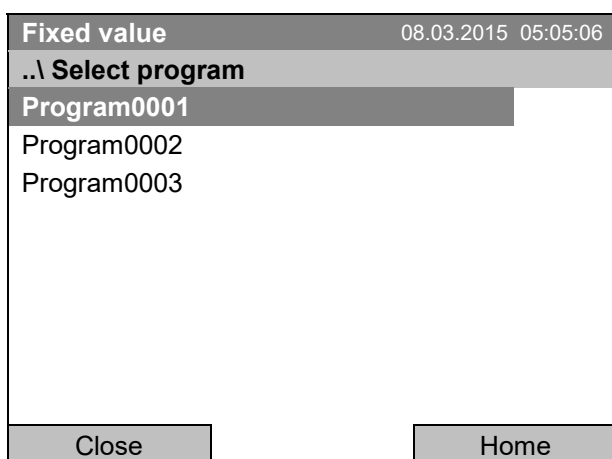 Fixed value 08.03.2015 05:05:06
..\ Select program
Program0001
Program0002
Program0003
Close Home